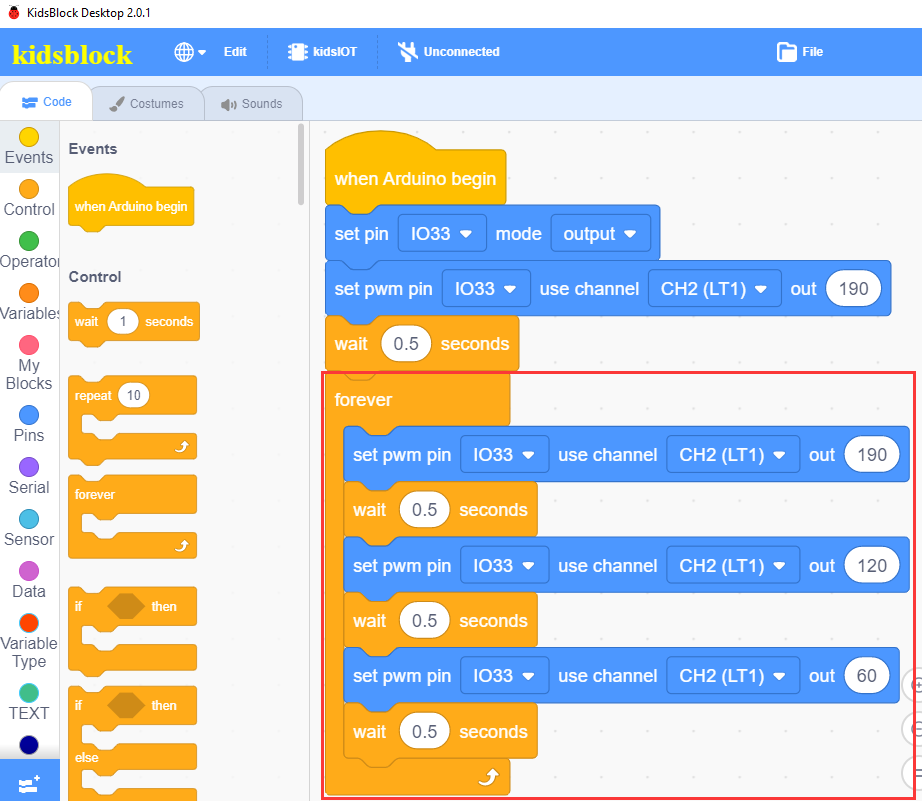 KidsBlock Desktop 2.0.1
kidsblock Edit kidsIOT Unconnected File
Code Costumes Sounds
Events
Control
Operator
Variables
My
Blocks
Pins
Serial
Sensor
Data
Variable
Type
TEXT
Events
when Arduino begin
Control
wait 1 seconds
repeat 10
forever
if then
if then
else
when Arduino begin
set pin IO33 mode output
set pwm pin IO33 use channel CH2 (LT1) out 190
wait 0.5 seconds
forever
set pwm pin IO33 use channel CH2 (LT1) out 190
wait 0.5 seconds
set pwm pin IO33 use channel CH2 (LT1) out 120
wait 0.5 seconds
set pwm pin IO33 use channel CH2 (LT1) out 60
wait 0.5 seconds